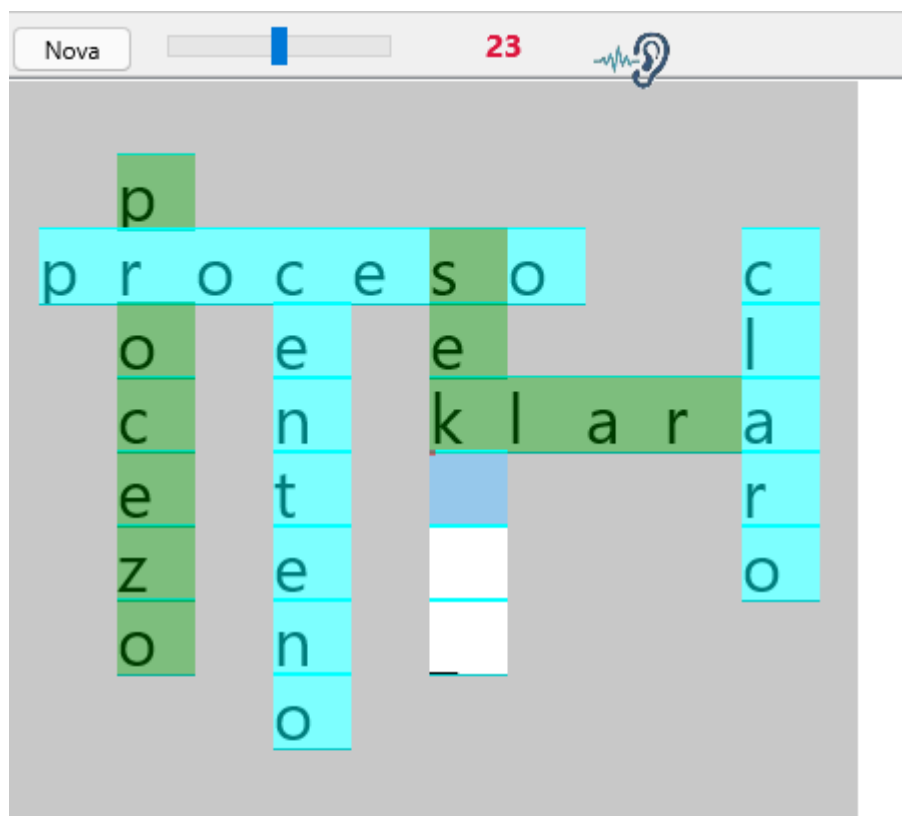 Nova 23
p
p r o c e s o c
o e e l
c n k l a r a
e t r
z e o
o n
o